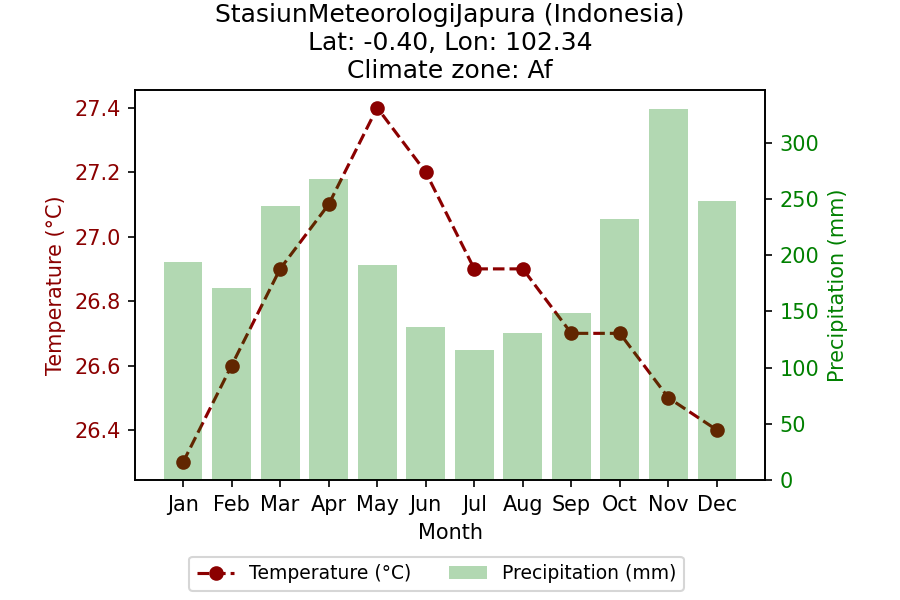 StasiunMeteorologiJapura (Indonesia)
Lat: -0.40, Lon: 102.34
Climate zone: Af
27.4
27.2
27.0
26.8
26.6
26.4
Temperature (°C)
300
250
200
150
100
50
0
Precipitation (mm)
Jan Feb Mar Apr May Jun Jul Aug Sep Oct Nov Dec
Month
Temperature (°C) Precipitation (mm)